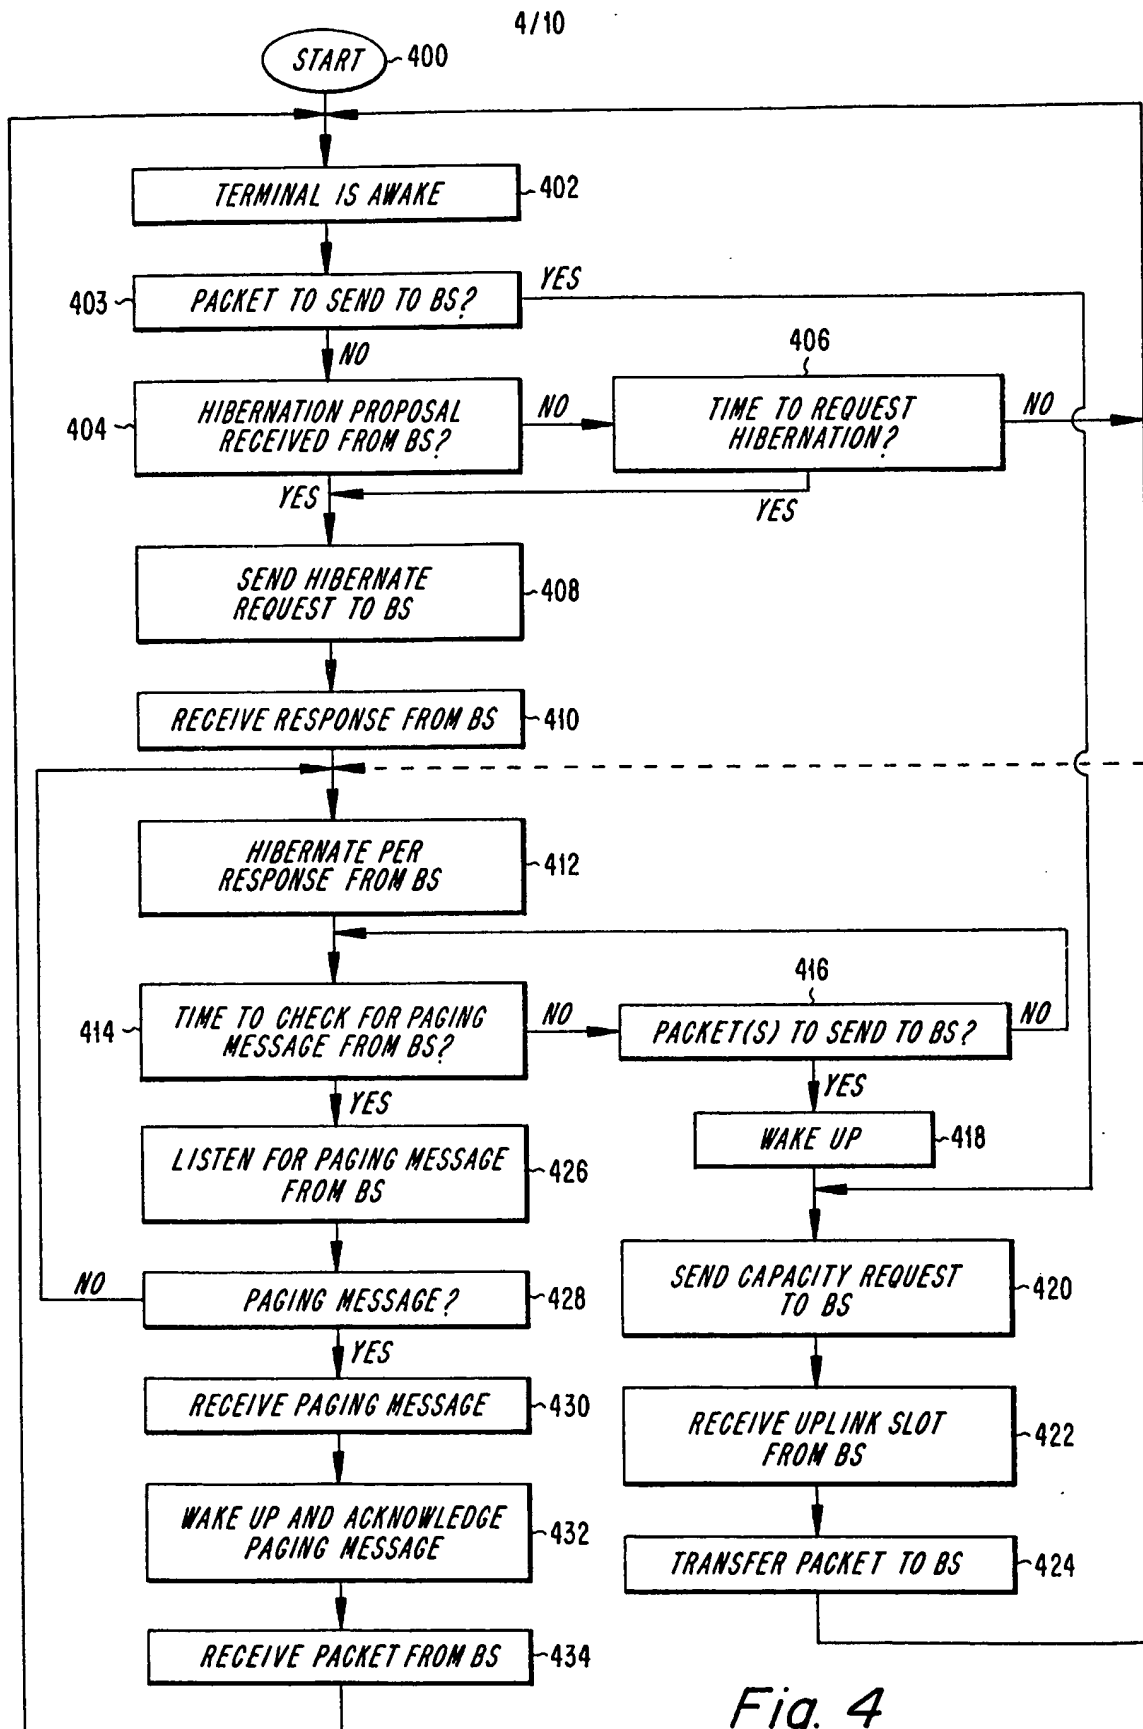 4/10
START
400
TERMINAL IS AWAKE
402
403
PACKET TO SEND TO BS?
YES
NO
404
HIBERNATION PROPOSAL
RECEIVED FROM BS?
NO
406
TIME TO REQUEST
HIBERNATION?
NO
YES
YES
SEND HIBERNATE
REQUEST TO BS
408
RECEIVE RESPONSE FROM BS
410
HIBERNATE PER
RESPONSE FROM BS
412
414
TIME TO CHECK FOR PAGING
MESSAGE FROM BS?
NO
416
PACKET(S) TO SEND TO BS?
NO
YES
YES
WAKE UP
418
LISTEN FOR PAGING MESSAGE
FROM BS
426
SEND CAPACITY REQUEST
TO BS
420
NO
PAGING MESSAGE?
428
YES
RECEIVE PAGING MESSAGE
430
RECEIVE UPLINK SLOT
FROM BS
422
WAKE UP AND ACKNOWLEDGE
PAGING MESSAGE
432
TRANSFER PACKET TO BS
424
RECEIVE PACKET FROM BS
434
Fig. 4